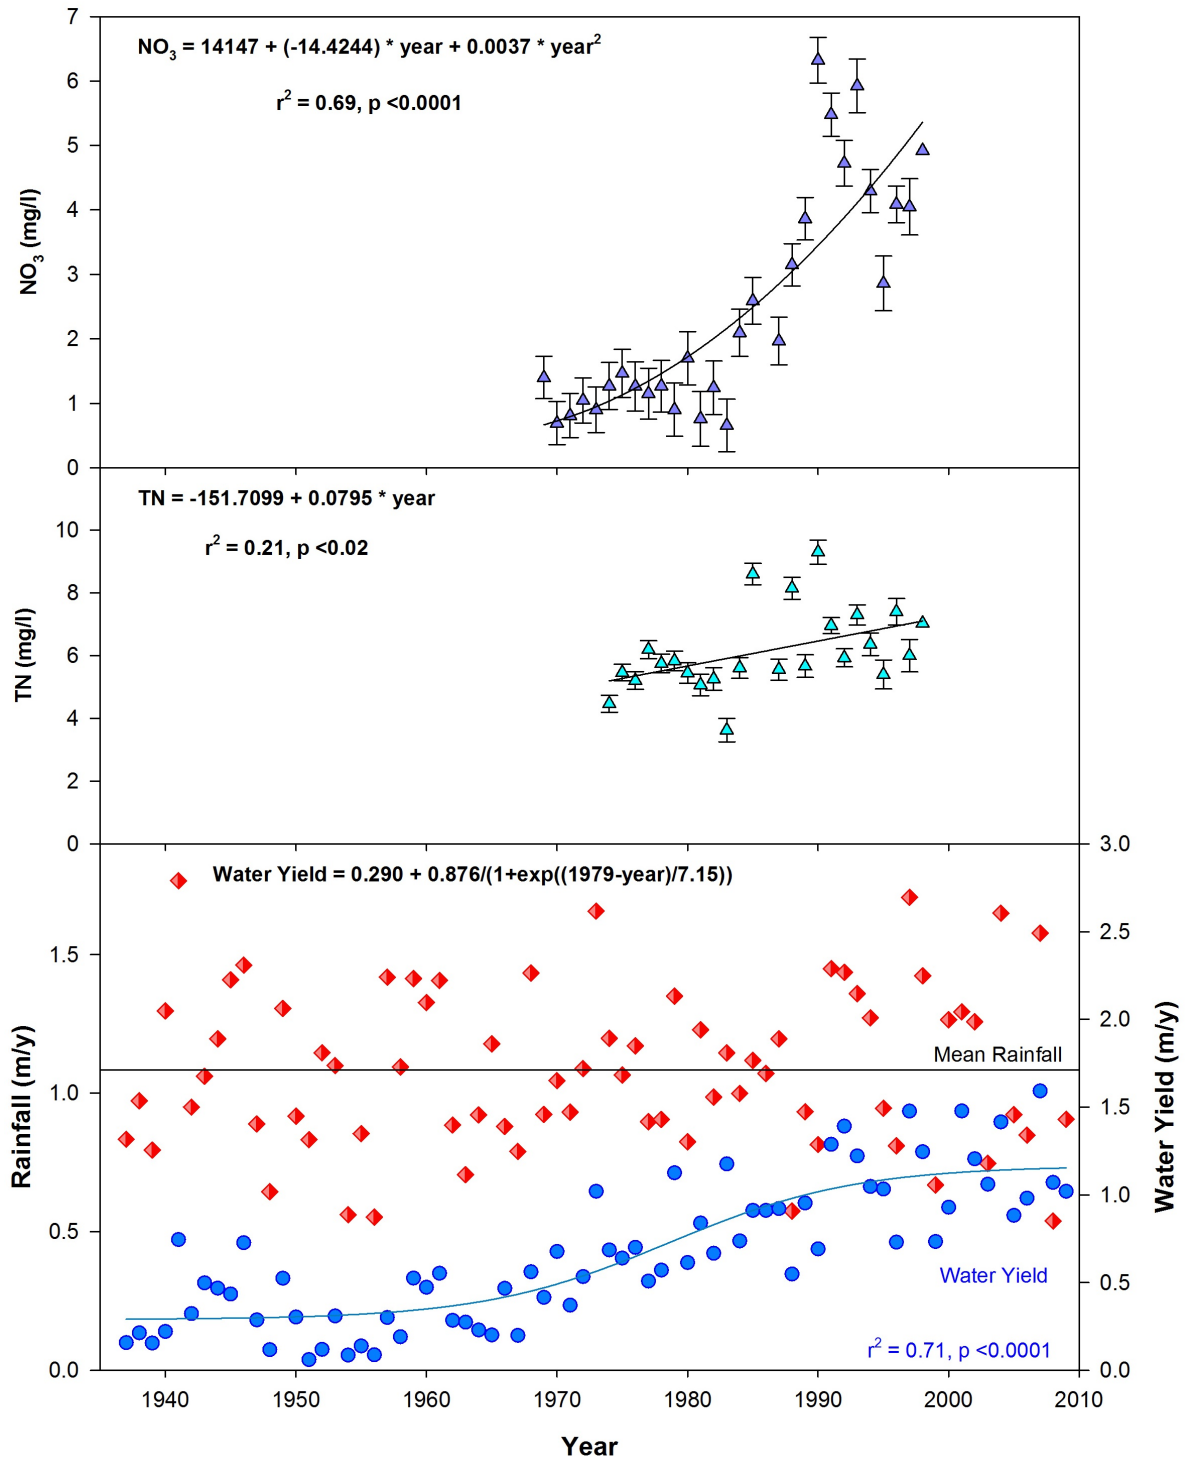 7
NO3 = 14147 + (-14.4244) * year + 0.0037 * year2
6
r2 = 0.69, p <0.0001
5
4
NO3 (mg/l)
3
2
1
0
TN = -151.7099 + 0.0795 * year
10
r2 = 0.21, p <0.02
8
TN (mg/l)
6
4
2
0
3.0
Water Yield = 0.290 + 0.876/(1+exp((1979-year)/7.15))
2.5
1.5
2.0
Mean Rainfall
Rainfall (m/y)
Water Yield (m/y)
1.0
1.5
1.0
0.5
Water Yield
0.5
r2 = 0.71, p <0.0001
0.0
0.0
1940 1950 1960 1970 1980 1990 2000 2010
Year